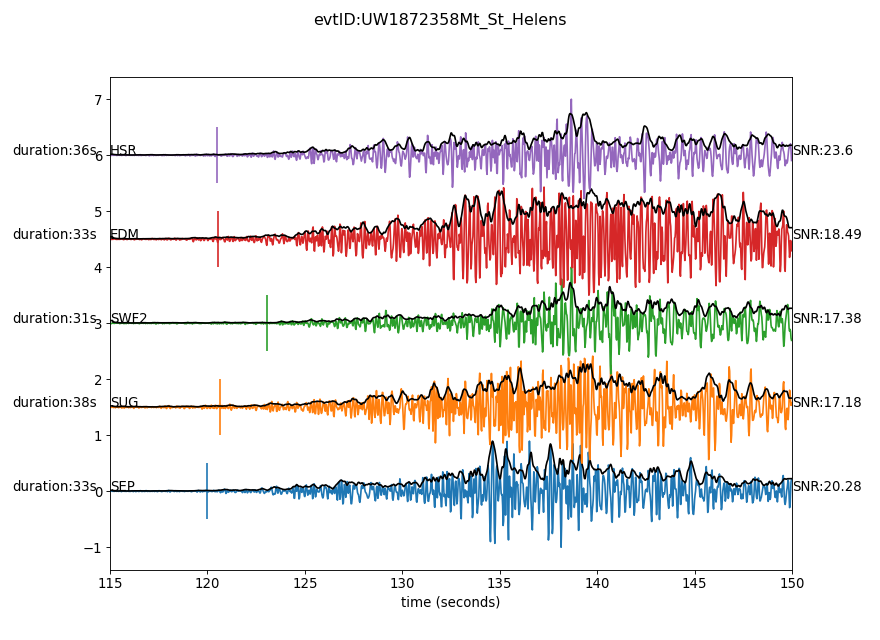 evtID:UW1872358Mt_St_Helens
7
duration:36s 6 HSR SNR:23.6
5
duration:33s EDM SNR:18.49
4
duration:31s 3 SWF2 SNR:17.38
2
duration:38s SUG SNR:17.18
1
duration:33s 0 SEP SNR:20.28
−1
115 120 125 130 135 140 145 150
time (seconds)